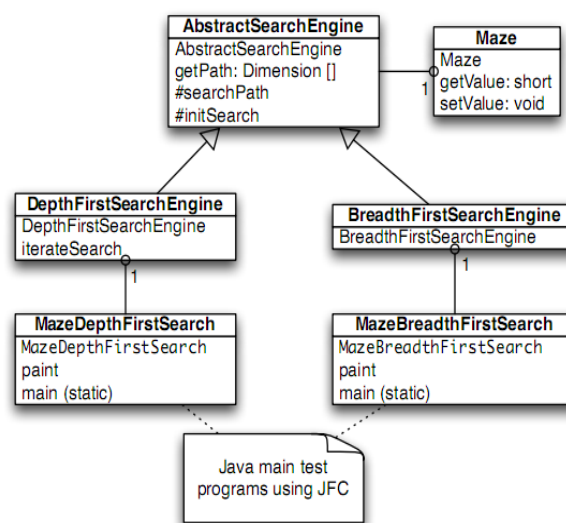 AbstractSearchEngine
AbstractSearchEngine
getPath: Dimension []
#searchPath
#initSearch
Maze
Maze
getValue: short
setValue: void
1
DepthFirstSearchEngine
DepthFirstSearchEngine
iterateSearch
1
BreadthFirstSearchEngine
BreadthFirstSearchEngine
1
MazeDepthFirstSearch
MazeDepthFirstSearch
paint
main (static)
MazeBreadthFirstSearch
MazeBreadthFirstSearch
paint
main (static)
Java main test
programs using JFC